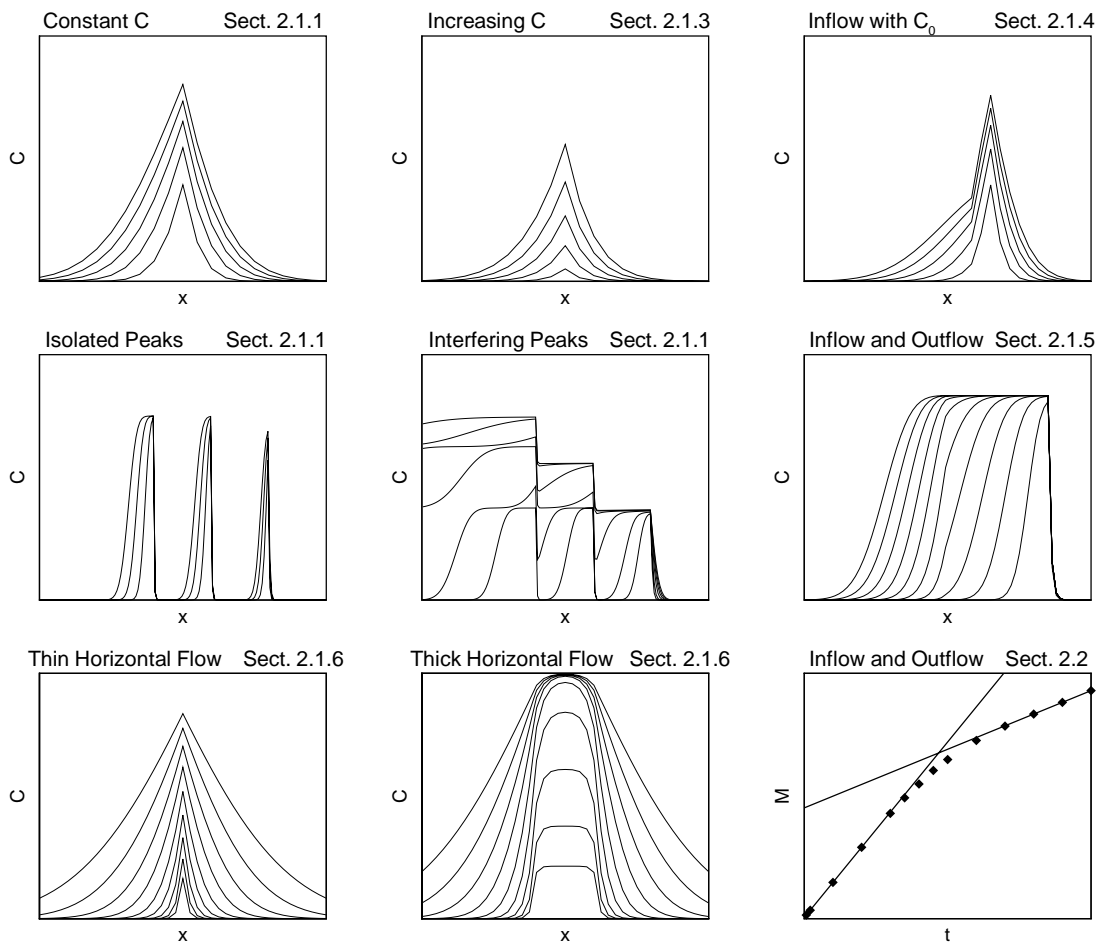 Constant C Sect. 2.1.1
C
x
Increasing C Sect. 2.1.3
C
x
Inflow with C0 Sect. 2.1.4
C
x
Isolated Peaks Sect. 2.1.1
C
x
Interfering Peaks Sect. 2.1.1
C
x
Inflow and Outflow Sect. 2.1.5
C
x
Thin Horizontal Flow Sect. 2.1.6
C
x
Thick Horizontal Flow Sect. 2.1.6
C
x
Inflow and Outflow Sect. 2.2
M
t